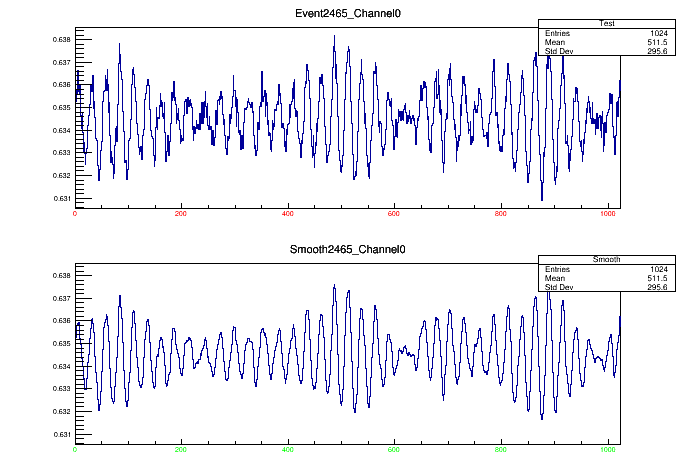 Event2465_Channel0
Test
Entries 1024
Mean 511.5
Std Dev 295.6
0.638
0.637
0.636
0.635
0.634
0.633
0.632
0.631
0 200 400 600 800 1000
Smooth2465_Channel0
Smooth
Entries 1024
Mean 511.5
Std Dev 295.6
0.638
0.637
0.636
0.635
0.634
0.633
0.632
0.631
0 200 400 600 800 1000